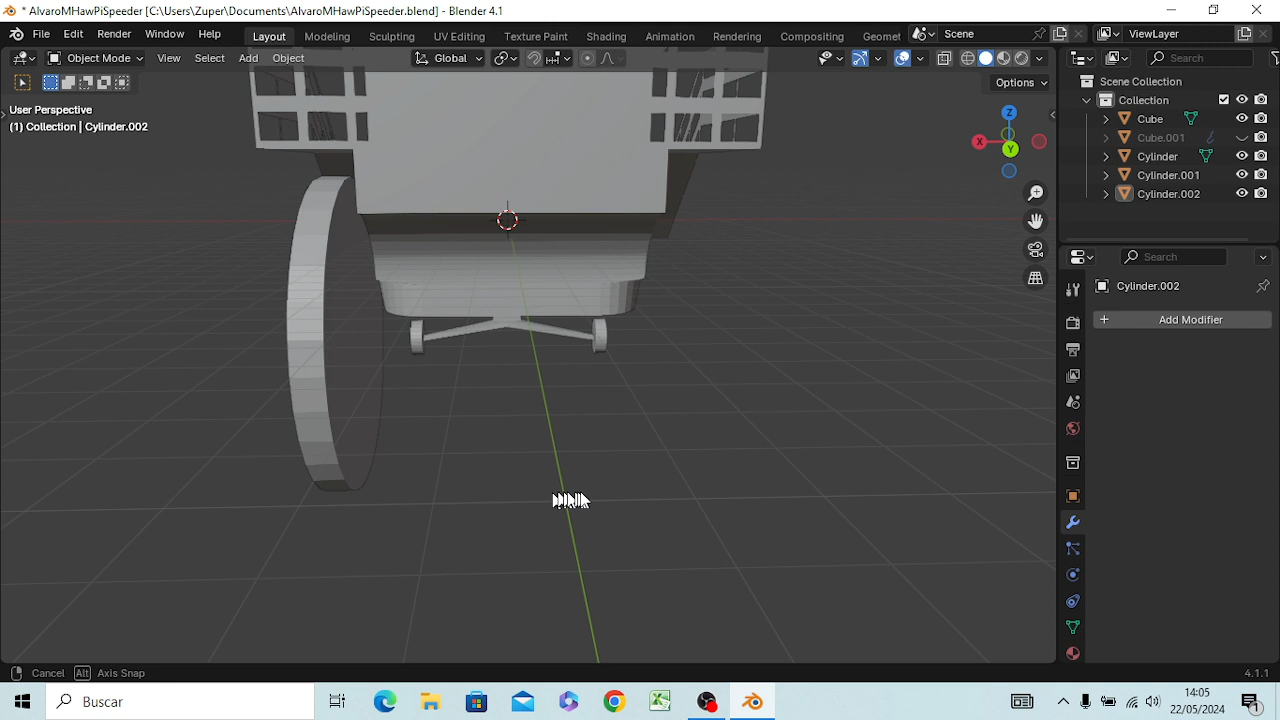 * AlvaroMHawPiSpeeder [C:\Users\Zuper\Documents\AlvaroMHawPiSpeeder.blend] - Blender 4.1
File Edit Render Window Help Layout Modeling Sculpting UV Editing Texture Paint Shading Animation Rendering Compositing Geomet Scene ViewLayer
Object Mode View Select Add Object Global Search
Options
User Perspective
(1) Collection | Cylinder.002
Scene Collection
Collection
Cube
Cube.001
Cylinder
Cylinder.001
Cylinder.002
Z
X
Y
Search
Cylinder.002
Add Modifier
Cancel Alt Axis Snap 4.1.1
Buscar
14:05
22/05/2024
1